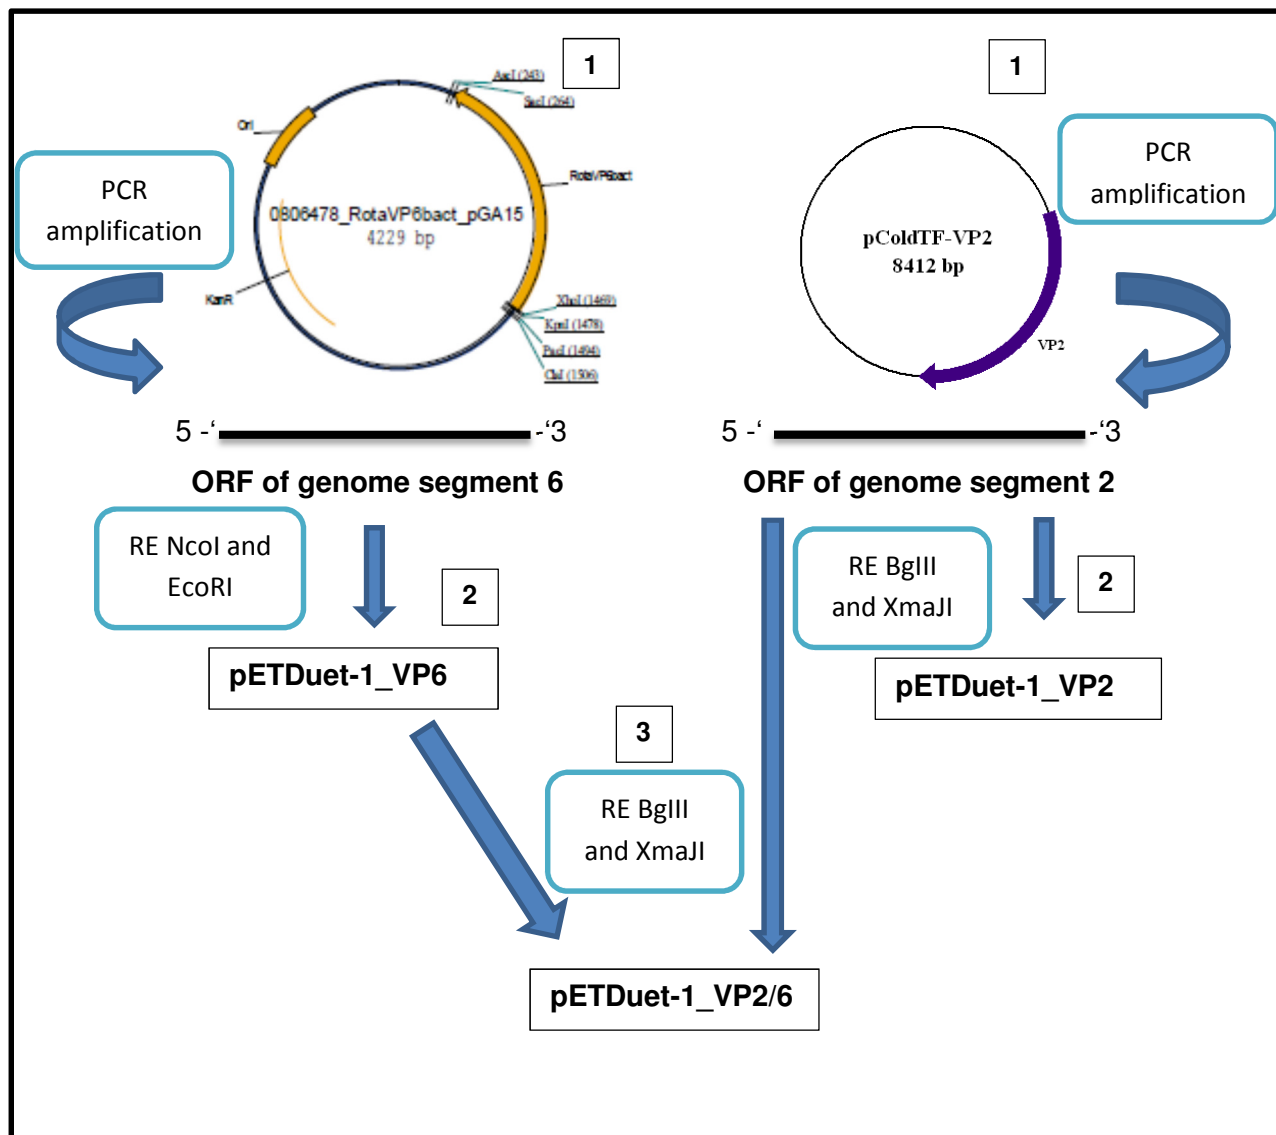 1
1
AscI (243)
SacI (264)
Ori
RotaVP6bact
PCR
amplification
0806478_RotaVP6bact_pGA15
4229 bp
KanR
XhoI (1469)
KpnI (1478)
PacI (1494)
ClaI (1506)
PCR
amplification
pColdTF-VP2
8412 bp
VP2
5 -‘ -‘3
5 -‘ -‘3
ORF of genome segment 6
ORF of genome segment 2
RE NcoI and
EcoRI
2
RE BgIII
and XmaJI
2
pETDuet-1_VP6
pETDuet-1_VP2
3
RE BgIII
and XmaJI
pETDuet-1_VP2/6